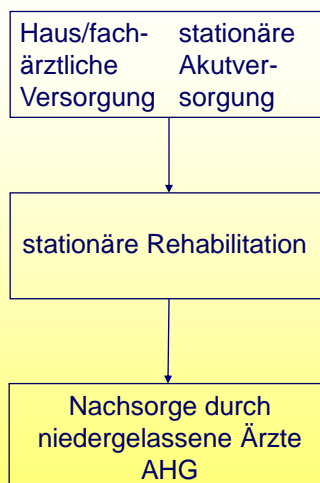 Haus/fach- stationäre
ärztliche Akutver-
Versorgung sorgung
stationäre Rehabilitation
Nachsorge durch
niedergelassene Ärzte
AHG